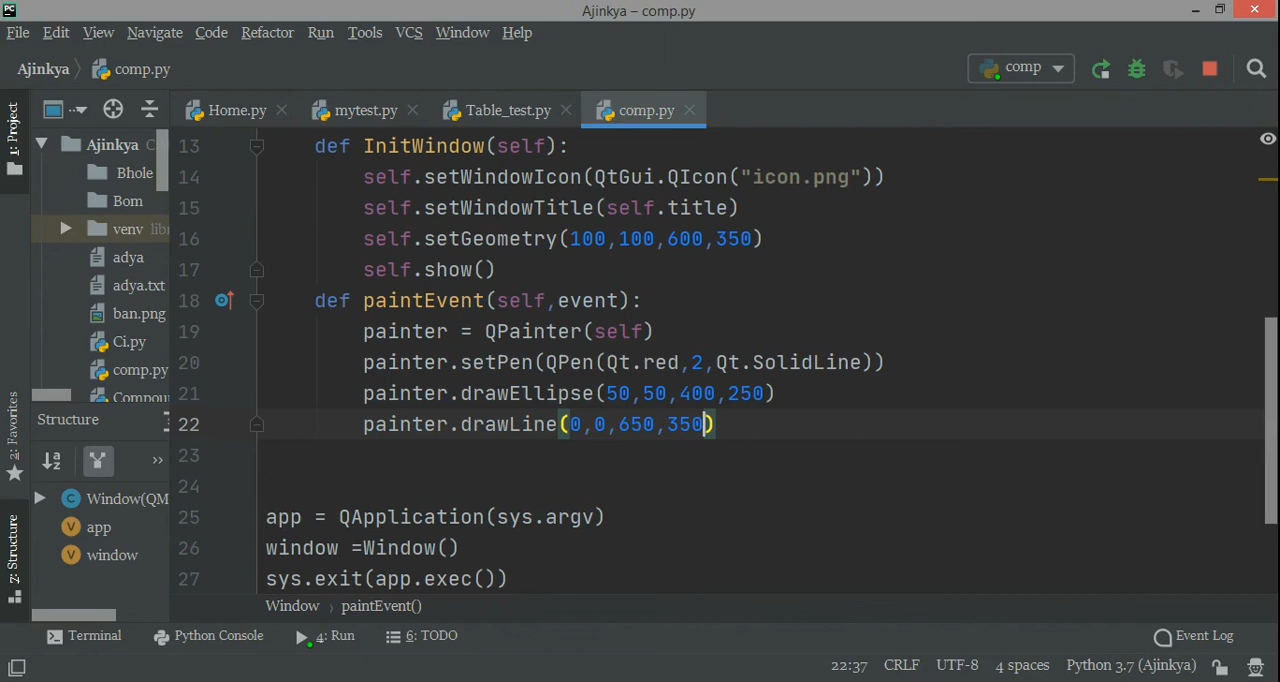 PC
Ajinkya – comp.py
File Edit View Navigate Code Refactor Run Tools VCS Window Help
Ajinkya comp.py
comp
1: Project
Home.py
mytest.py
Table_test.py
comp.py
Ajinkya C
Bhole
Bom
venv lib
adya
adya.txt
ban.png
Ci.py
comp.py
Compou
13 def InitWindow(self):
14 self.setWindowIcon(QtGui.QIcon("icon.png"))
15 self.setWindowTitle(self.title)
16 self.setGeometry(100,100,600,350)
17 self.show()
18 def paintEvent(self,event):
19 painter = QPainter(self)
20 painter.setPen(QPen(Qt.red,2,Qt.SolidLine))
21 painter.drawEllipse(50,50,400,250)
22 painter.drawLine(0,0,650,350)
23
24
25 app = QApplication(sys.argv)
26 window =Window()
27 sys.exit(app.exec())
2: Favorites
Structure
Window(QM
app
window
7: Structure
Window › paintEvent()
Terminal Python Console 4: Run 6: TODO Event Log
22:37 CRLF UTF-8 4 spaces Python 3.7 (Ajinkya)